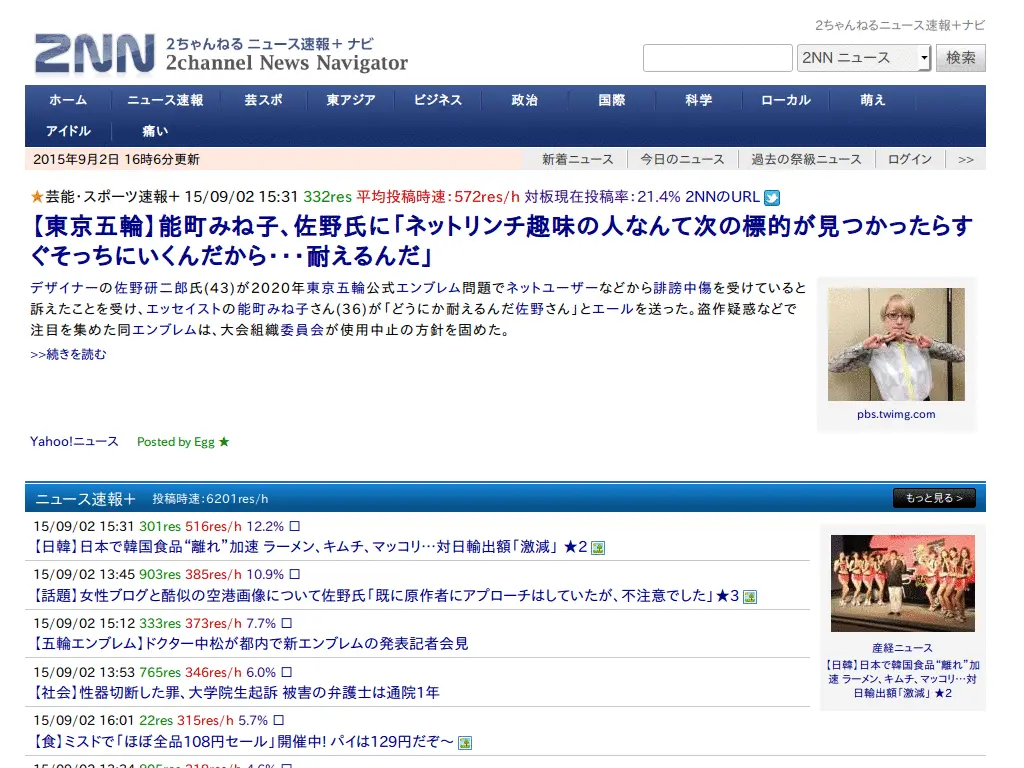 2ちゃんねるニュース速報+ナビ
2NN 2ちゃんねる ニュース速報+ ナビ
2channel News Navigator
2NN ニュース 検索
ホーム ニュース速報 芸スポ 東アジア ビジネス 政治 国際 科学 ローカル 萌え
アイドル 痛い
2015年9月2日 16時6分更新 新着ニュース 今日のニュース 過去の祭級ニュース ログイン >>
★芸能・スポーツ速報+ 15/09/02 15:31 332res 平均投稿時速:572res/h 対板現在投稿率:21.4% 2NNのURL
【東京五輪】能町みね子、佐野氏に「ネットリンチ趣味の人なんて次の標的が見つかったらす
ぐそっちにいくんだから・・・耐えるんだ」
デザイナーの佐野研二郎氏(43)が2020年東京五輪公式エンブレム問題でネットユーザーなどから誹謗中傷を受けていると
訴えたことを受け、エッセイストの能町みね子さん(36)が「どうにか耐えるんだ佐野さん」とエールを送った。盗作疑惑などで
注目を集めた同エンブレムは、大会組織委員会が使用中止の方針を固めた。
>>続きを読む
pbs.twimg.com
Yahoo!ニュース Posted by Egg ★
ニュース速報+ 投稿時速:6201res/h もっと見る >
15/09/02 15:31 301res 516res/h 12.2% □
【日韓】日本で韓国食品“離れ”加速 ラーメン、キムチ、マッコリ…対日輸出額「激減」 ★2
15/09/02 13:45 903res 385res/h 10.9% □
【話題】女性ブログと酷似の空港画像について佐野氏「既に原作者にアプローチはしていたが、不注意でした」★3
15/09/02 15:12 333res 373res/h 7.7% □
【五輪エンブレム】ドクター中松が都内で新エンブレムの発表記者会見
15/09/02 13:53 765res 346res/h 6.0% □
【社会】性器切断した罪、大学院生起訴 被害の弁護士は通院1年
15/09/02 16:01 22res 315res/h 5.7% □
【食】ミスドで「ほぼ全品108円セール」開催中! パイは129円だぞ～
産経ニュース
【日韓】日本で韓国食品“離れ”加
速 ラーメン、キムチ、マッコリ…対
日輸出額「激減」 ★2